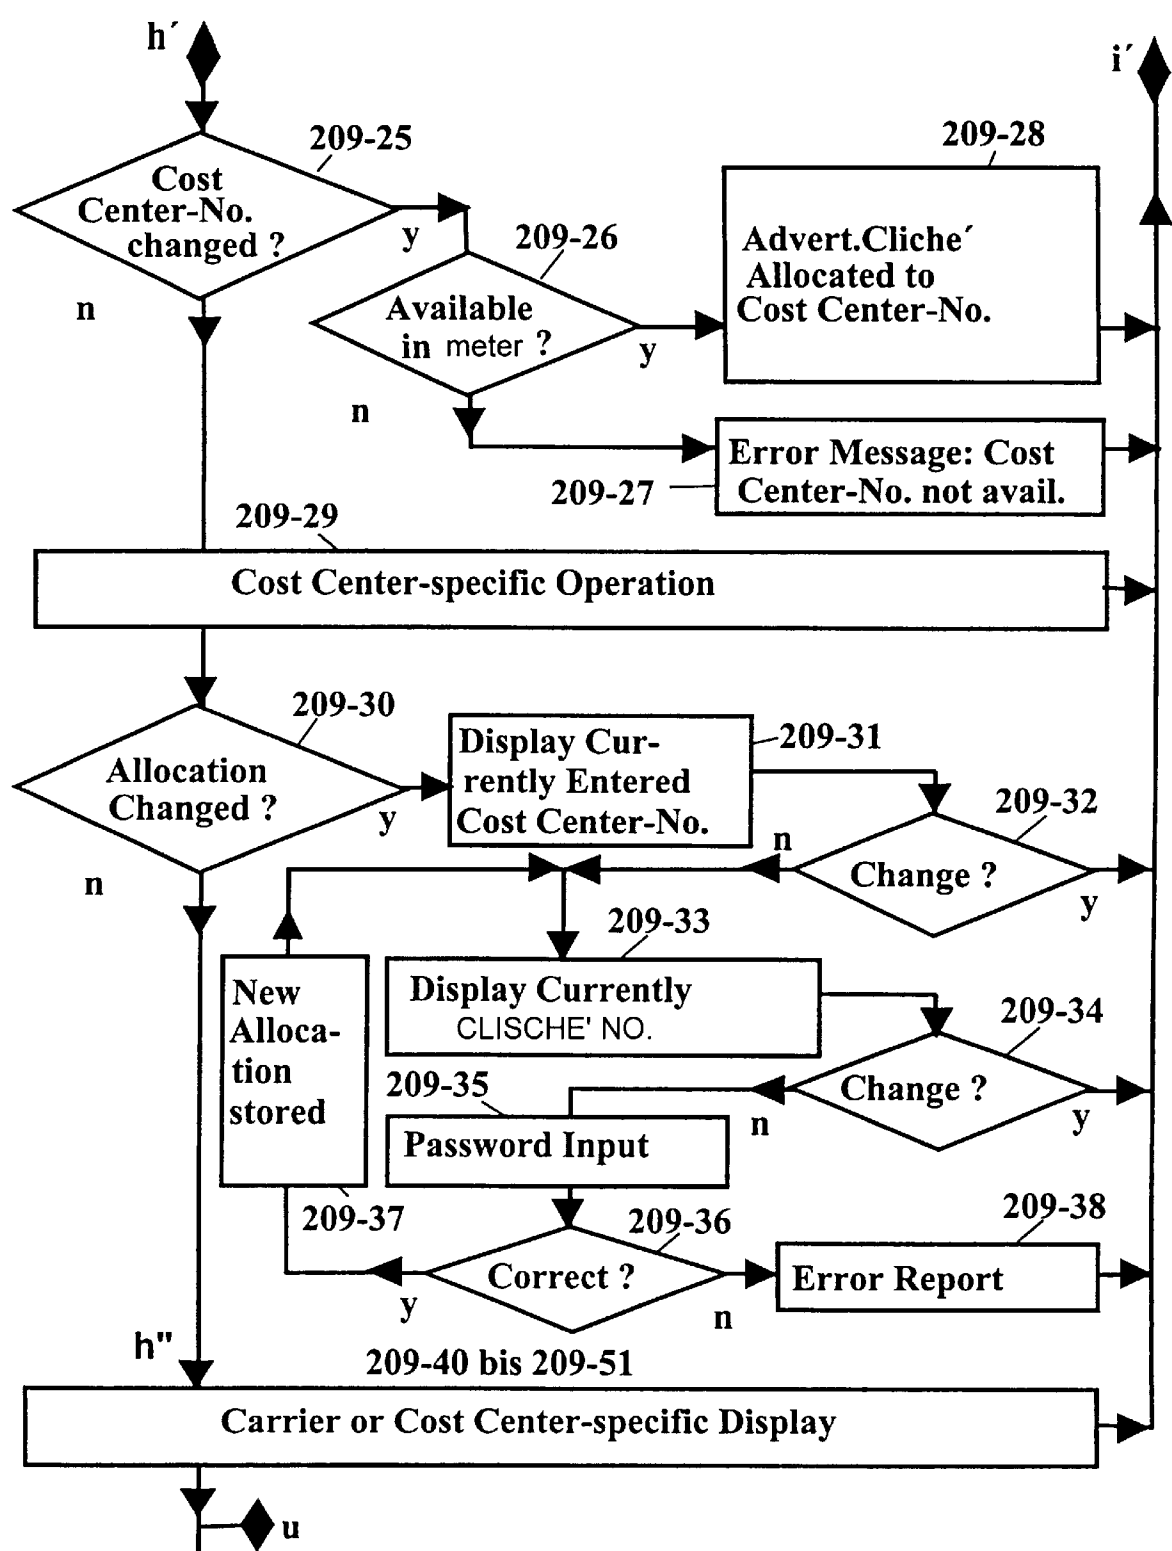 h´
i´
209-25
209-28
Cost
Center-No.
changed ?
y
n
209-26
Available
in meter ?
y
n
Advert.Cliche´
Allocated to
Cost Center-No.
Error Message: Cost
Center-No. not avail.
209-27
209-29
Cost Center-specific Operation
209-30
Allocation
Changed ?
y
n
Display Cur-
rently Entered
Cost Center-No.
209-31
209-32
n
Change ?
y
209-33
Display Currently
CLISCHE' NO.
New
Alloca-
tion
stored
209-34
Change ?
n
y
209-35
Password Input
209-37
209-36
Correct ?
y
n
209-38
Error Report
h"
209-40 bis 209-51
Carrier or Cost Center-specific Display
u